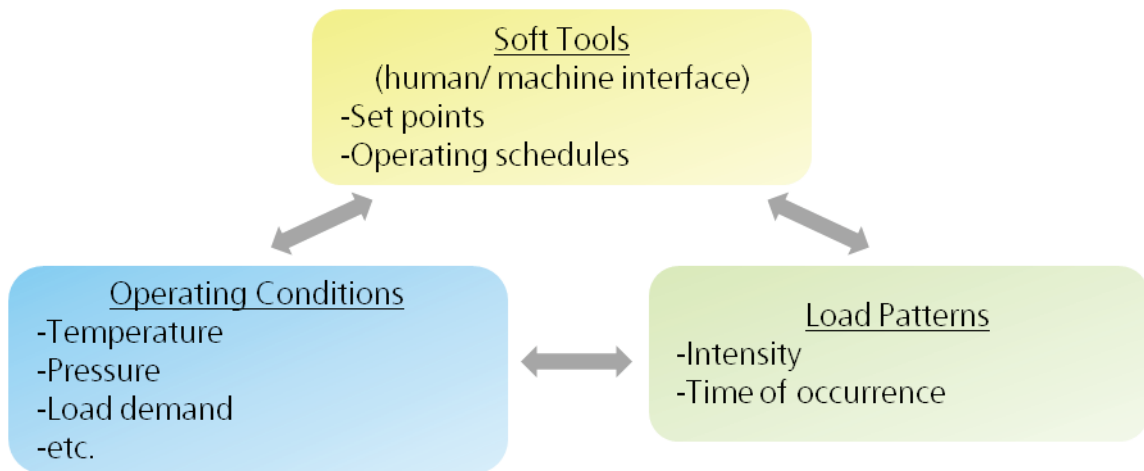 Soft Tools
(human/ machine interface)
-Set points
-Operating schedules
Operating Conditions
-Temperature
-Pressure
-Load demand
-etc.
Load Patterns
-Intensity
-Time of occurrence